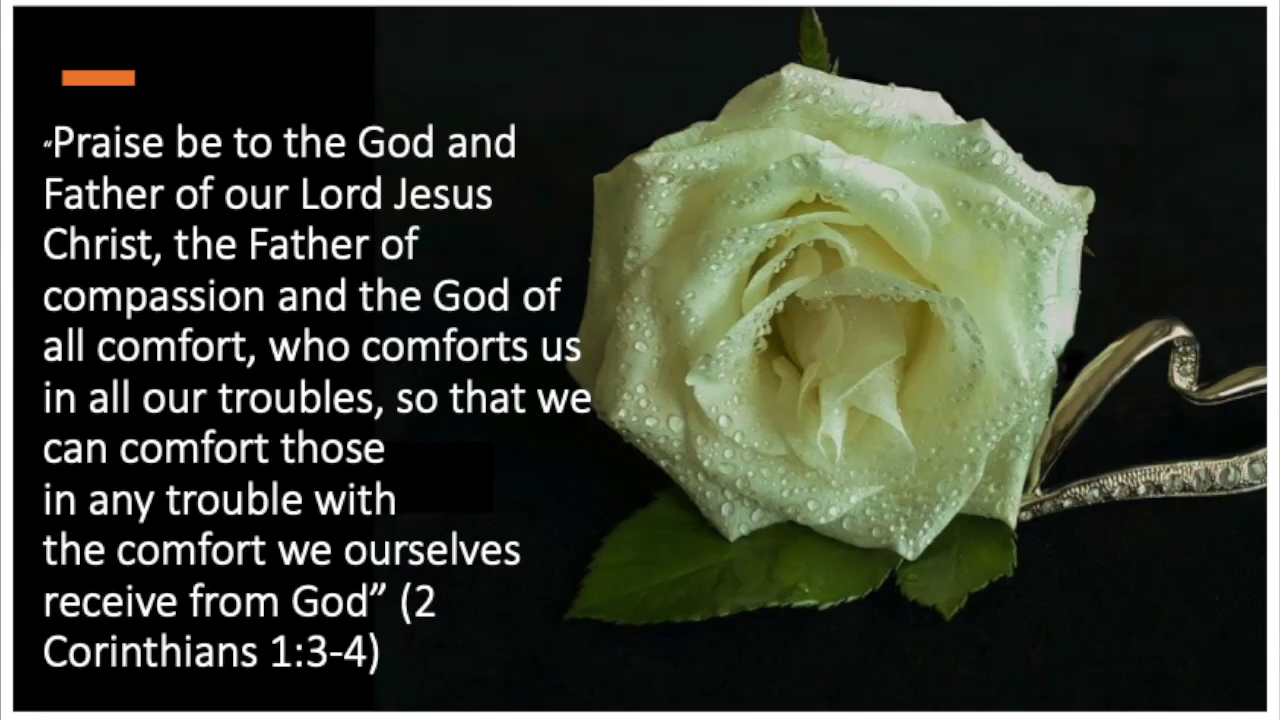 “Praise be to the God and
Father of our Lord Jesus
Christ, the Father of
compassion and the God of
all comfort, who comforts us
in all our troubles, so that we
can comfort those
in any trouble with
the comfort we ourselves
receive from God” (2
Corinthians 1:3-4)